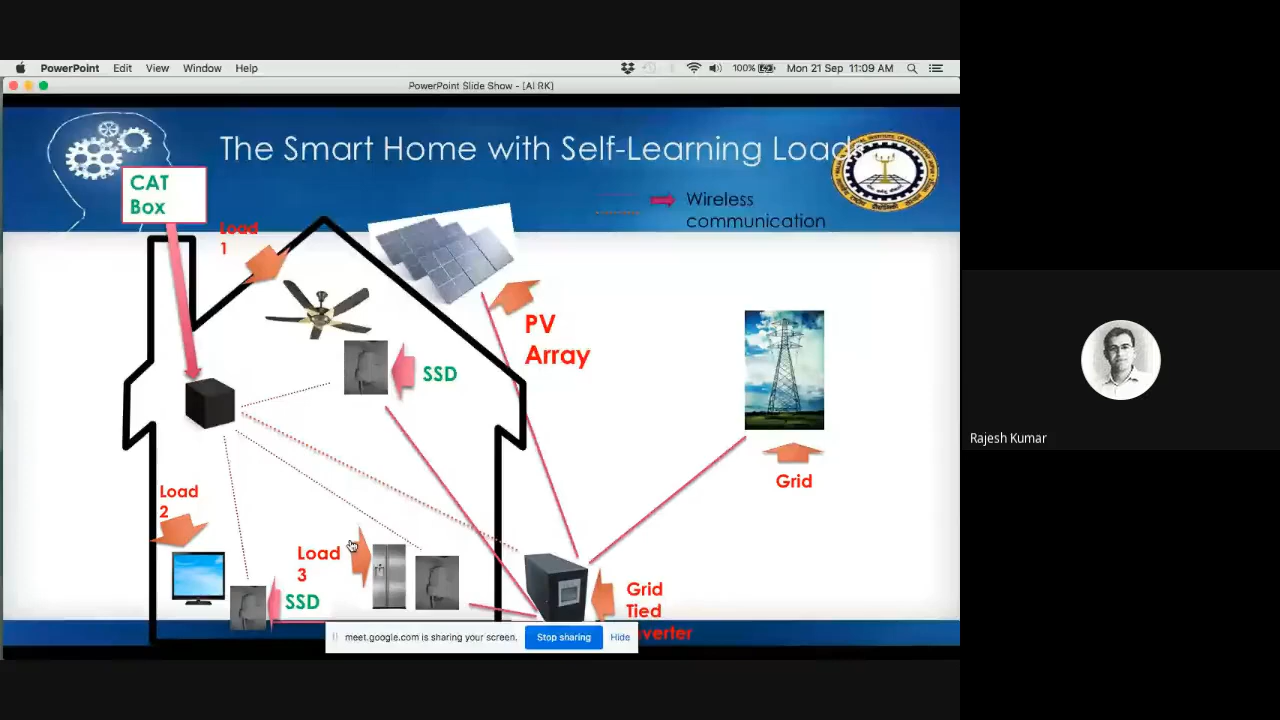 PowerPoint Edit View Window Help
100% Mon 21 Sep 11:09 AM
PowerPoint Slide Show - [AI RK]
The Smart Home with Self-Learning Loads
CAT
Box
Wireless
communication
Load
1
PV
Array
SSD
Grid
Load
2
Load
3
SSD
Grid
Tied
meet.google.com is sharing your screen. Stop sharing Hide
Rajesh Kumar